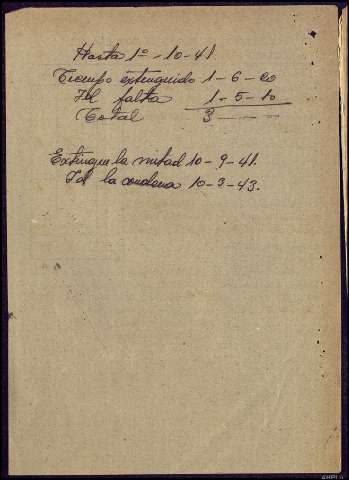 Hasta 1º - 10-41
Tiempo extinguido 1-6-20
Id falta 1-5-10
Total 3 - - -
Extingue la mitad 10-9-41.
Id la condena 10-3-43.